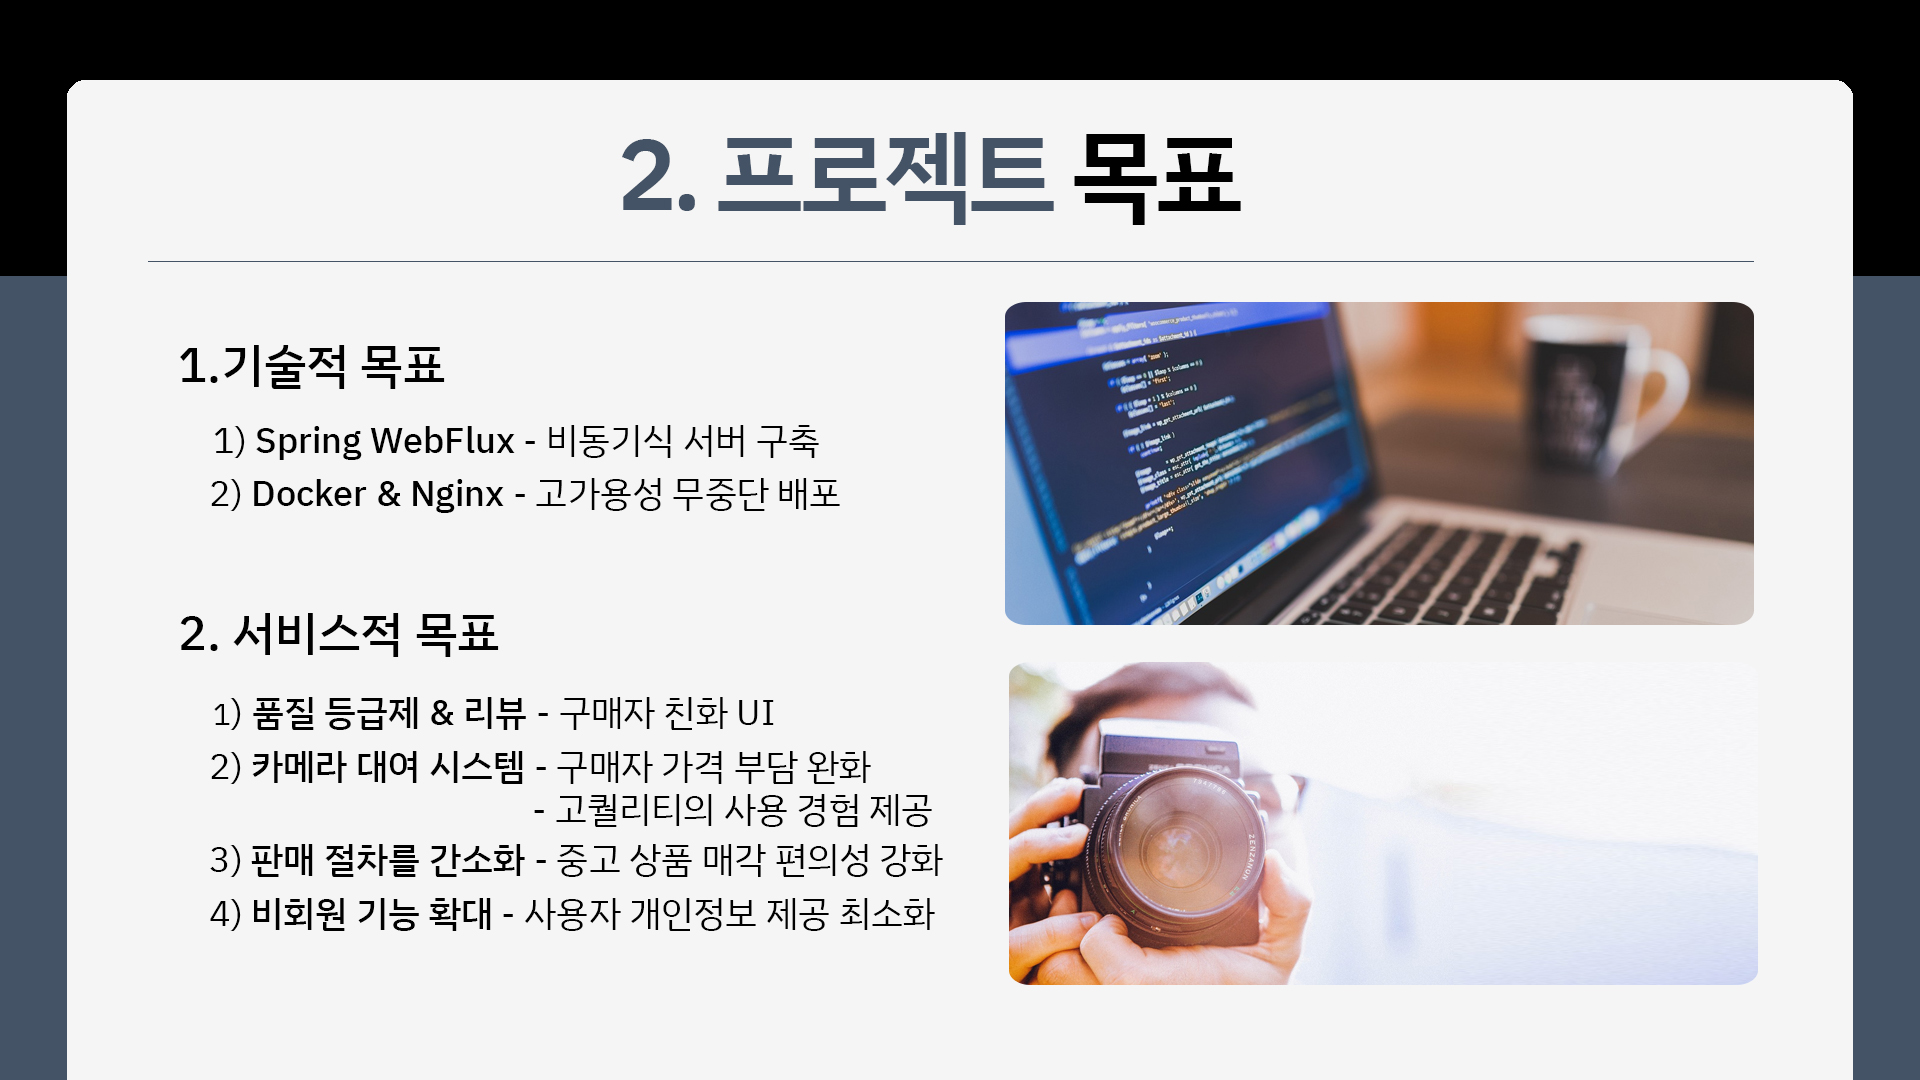 2. 프로젝트 목표
1.기술적 목표
1) Spring WebFlux - 비동기식 서버 구축
2) Docker & Nginx - 고가용성 무중단 배포
2. 서비스적 목표
1) 품질 등급제 & 리뷰 - 구매자 친화 UI
2) 카메라 대여 시스템 - 구매자 가격 부담 완화
- 고퀄리티의 사용 경험 제공
3) 판매 절차를 간소화 - 중고 상품 매각 편의성 강화
4) 비회원 기능 확대 - 사용자 개인정보 제공 최소화